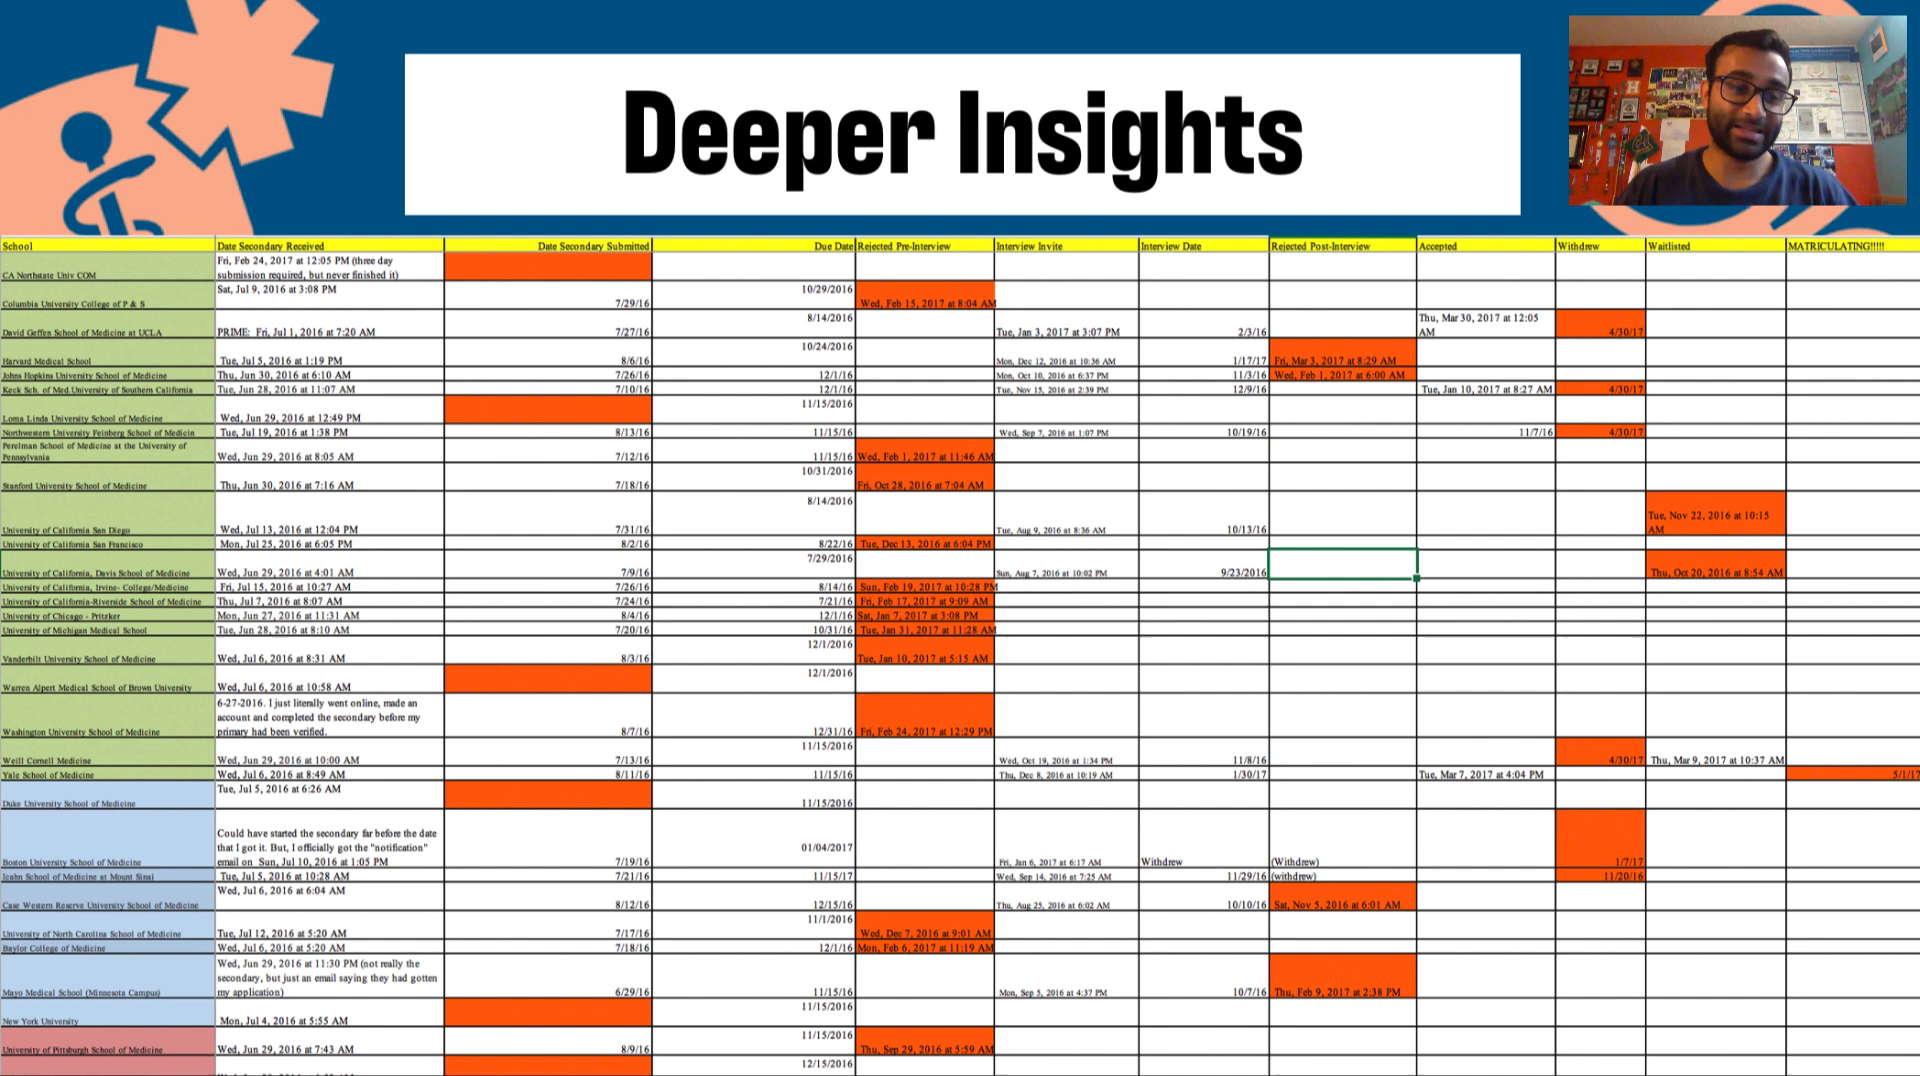 Deeper Insights
School Date Secondary Received Date Secondary Submitted Due Date Rejected Pre-Interview Interview Invite Interview Date Rejected Post-Interview Accepted Withdrew Waitlisted MATRICULATING!!!!!
CA Northstate Univ COM Fri, Feb 24, 2017 at 12:05 PM (three day
submission required, but never finished it)
Columbia University College of P & S Sat, Jul 9, 2016 at 3:08 PM 7/29/16 10/29/2016 Wed, Feb 15, 2017 at 8:04 AM
David Geffen School of Medicine at UCLA PRIME: Fri, Jul 1, 2016 at 7:20 AM 7/27/16 8/14/2016 Tue, Jan 3, 2017 at 3:07 PM 2/3/16 Thu, Mar 30, 2017 at 12:05
AM 4/30/17
Harvard Medical School Tue, Jul 5, 2016 at 1:19 PM 8/6/16 10/24/2016 Mon, Dec 12, 2016 at 10:36 AM 1/17/17 Fri, Mar 3, 2017 at 8:29 AM
Johns Hopkins University School of Medicine Thu, Jun 30, 2016 at 6:10 AM 7/26/16 12/1/16 Mon, Oct 10, 2016 at 6:37 PM 11/3/16 Wed, Feb 1, 2017 at 6:00 AM
Keck Sch. of Med.University of Southern California Tue, Jun 28, 2016 at 11:07 AM 7/10/16 12/1/16 Tue, Nov 15, 2016 at 2:39 PM 12/9/16 Tue, Jan 10, 2017 at 8:27 AM 4/30/17
Loma Linda University School of Medicine Wed, Jun 29, 2016 at 12:49 PM 11/15/2016
Northwestern University Feinberg School of Medicin Tue, Jul 19, 2016 at 1:38 PM 8/13/16 11/15/16 Wed, Sep 7, 2016 at 1:07 PM 10/19/16 11/7/16 4/30/17
Perelman School of Medicine at the University of
Pennsylvania Wed, Jun 29, 2016 at 8:05 AM 7/12/16 11/15/16 Wed, Feb 1, 2017 at 11:46 AM
Stanford University School of Medicine Thu, Jun 30, 2016 at 7:16 AM 7/18/16 10/31/2016 Fri, Oct 28, 2016 at 7:04 AM
University of California San Diego Wed, Jul 13, 2016 at 12:04 PM 7/31/16 8/14/2016 Tue, Aug 9, 2016 at 8:36 AM 10/13/16 Tue, Nov 22, 2016 at 10:15
AM
University of California San Francisco Mon, Jul 25, 2016 at 6:05 PM 8/2/16 8/22/16 Tue, Dec 13, 2016 at 6:04 PM
University of California, Davis School of Medicine Wed, Jun 29, 2016 at 4:01 AM 7/9/16 7/29/2016 Sun, Aug 7, 2016 at 10:02 PM 9/23/2016 Thu, Oct 20, 2016 at 8:54 AM
University of California, Irvine- College/Medicine Fri, Jul 15, 2016 at 10:27 AM 7/26/16 8/14/16 Sun, Feb 19, 2017 at 10:28 PM
University of California-Riverside School of Medicine Thu, Jul 7, 2016 at 8:07 AM 7/24/16 7/21/16 Fri, Feb 17, 2017 at 9:09 AM
University of Chicago - Pritzker Mon, Jun 27, 2016 at 11:31 AM 8/4/16 12/1/16 Sat, Jan 7, 2017 at 3:08 PM
University of Michigan Medical School Tue, Jun 28, 2016 at 8:10 AM 7/20/16 10/31/16 Tue, Jan 31, 2017 at 11:28 AM
Vanderbilt University School of Medicine Wed, Jul 6, 2016 at 8:31 AM 8/3/16 12/1/2016 Tue, Jan 10, 2017 at 5:15 AM
Warren Alpert Medical School of Brown University Wed, Jul 6, 2016 at 10:58 AM 12/1/2016
6-27-2016. I just literally went online, made an
account and completed the secondary before my
Washington University School of Medicine primary had been verified. 8/7/16 12/31/16 Fri, Feb 24, 2017 at 12:29 PM
Weill Cornell Medicine Wed, Jun 29, 2016 at 10:00 AM 7/13/16 11/15/2016 Wed, Oct 19, 2016 at 1:34 PM 11/8/16 4/30/17 Thu, Mar 9, 2017 at 10:37 AM
Yale School of Medicine Wed, Jul 6, 2016 at 8:49 AM 8/11/16 11/15/16 Thu, Dec 8, 2016 at 10:19 AM 1/30/17 Tue, Mar 7, 2017 at 4:04 PM 5/1/17
Duke University School of Medicine Tue, Jul 5, 2016 at 6:26 AM 11/15/2016
Could have started the secondary far before the date
that I got it. But, I officially got the "notification"
Boston University School of Medicine email on Sun, Jul 10, 2016 at 1:05 PM 7/19/16 01/04/2017 Fri, Jan 6, 2017 at 6:17 AM Withdrew (Withdrew) 1/7/17
Icahn School of Medicine at Mount Sinai Tue, Jul 5, 2016 at 10:28 AM 7/21/16 11/15/17 Wed, Sep 14, 2016 at 7:25 AM 11/29/16 (withdrew) 11/20/16
Case Western Reserve University School of Medicine Wed, Jul 6, 2016 at 6:04 AM 8/12/16 12/15/16 Thu, Aug 25, 2016 at 6:02 AM 10/10/16 Sat, Nov 5, 2016 at 6:01 AM
University of North Carolina School of Medicine Tue, Jul 12, 2016 at 5:20 AM 7/17/16 11/1/2016 Wed, Dec 7, 2016 at 9:01 AM
Baylor College of Medicine Wed, Jul 6, 2016 at 5:20 AM 7/18/16 12/1/16 Mon, Feb 6, 2017 at 11:19 AM
Wed, Jun 29, 2016 at 11:30 PM (not really the
secondary, but just an email saying they had gotten
Mayo Medical School (Minnesota Campus) my application) 6/29/16 11/15/16 Mon, Sep 5, 2016 at 4:37 PM 10/7/16 Thu, Feb 9, 2017 at 2:38 PM
New York University Mon, Jul 4, 2016 at 5:55 AM 11/15/2016
University of Pittsburgh School of Medicine Wed, Jun 29, 2016 at 7:43 AM 8/9/16 11/15/2016 Thu, Sep 29, 2016 at 5:59 AM
12/15/2016